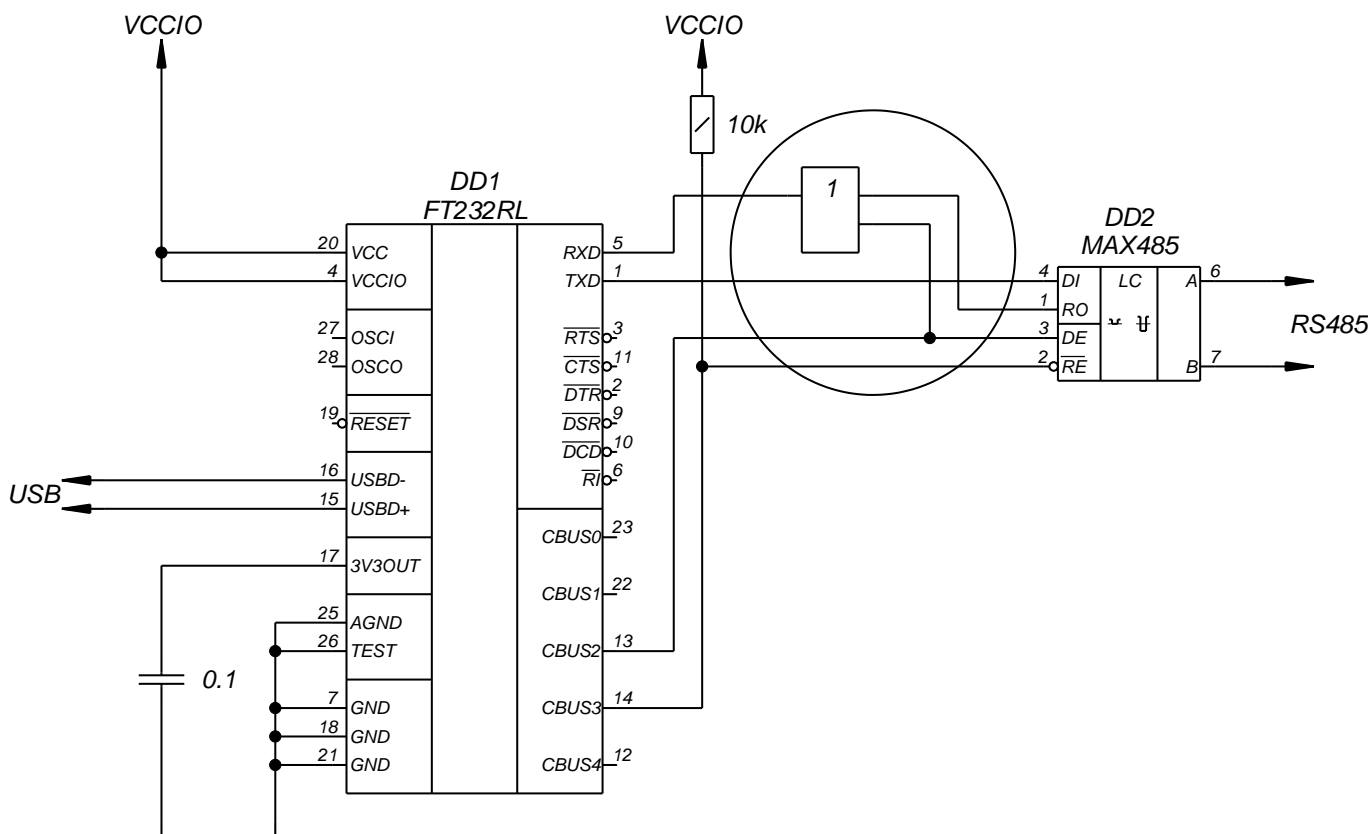 VCCIO
VCCIO
10k
1
DD1
FT232RL
DD2
MAX485
20 VCC
4 VCCIO
27 OSCI
28 OSCO
19 RESET
16 USBD-
15 USBD+
USB
17 3V3OUT
25 AGND
26 TEST
7 GND
18 GND
21 GND
0.1
RXD 5
TXD 1
RTS 3
CTS 11
DTR 2
DSR 9
DCD 10
RI 6
CBUS0 23
CBUS1 22
CBUS2 13
CBUS3 14
CBUS4 12
4 DI LC A 6
1 RO
3 DE
2 RE B 7
RS485